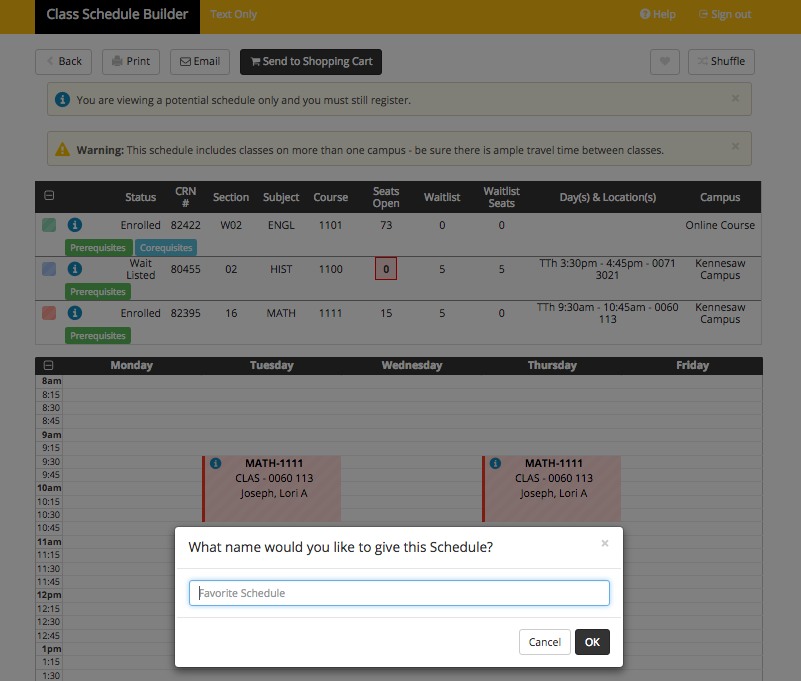 Class Schedule Builder Text Only Help Sign out
Back Print Email Send to Shopping Cart Shuffle
You are viewing a potential schedule only and you must still register. ×
Warning: This schedule includes classes on more than one campus - be sure there is ample travel time between classes. ×
Status CRN # Section Subject Course Seats Open Waitlist Waitlist Seats Day(s) & Location(s) Campus
Enrolled 82422 W02 ENGL 1101 73 0 0 Online Course
Prerequisites Corequisites
Wait Listed 80455 02 HIST 1100 0 5 5 TTh 3:30pm - 4:45pm - 0071 3021 Kennesaw Campus
Prerequisites
Enrolled 82395 16 MATH 1111 15 5 0 TTh 9:30am - 10:45am - 0060 113 Kennesaw Campus
Prerequisites
Monday Tuesday Wednesday Thursday Friday
8am
8:15
8:30
8:45
9am
9:15
9:30 MATH-1111 MATH-1111
9:45 CLAS - 0060 113 CLAS - 0060 113
10am Joseph, Lori A Joseph, Lori A
10:15
10:30
10:45
11am
11:15
11:30
11:45
12pm
12:15
12:30
12:45
1pm
1:15
1:30
What name would you like to give this Schedule? ×
Favorite Schedule
Cancel OK